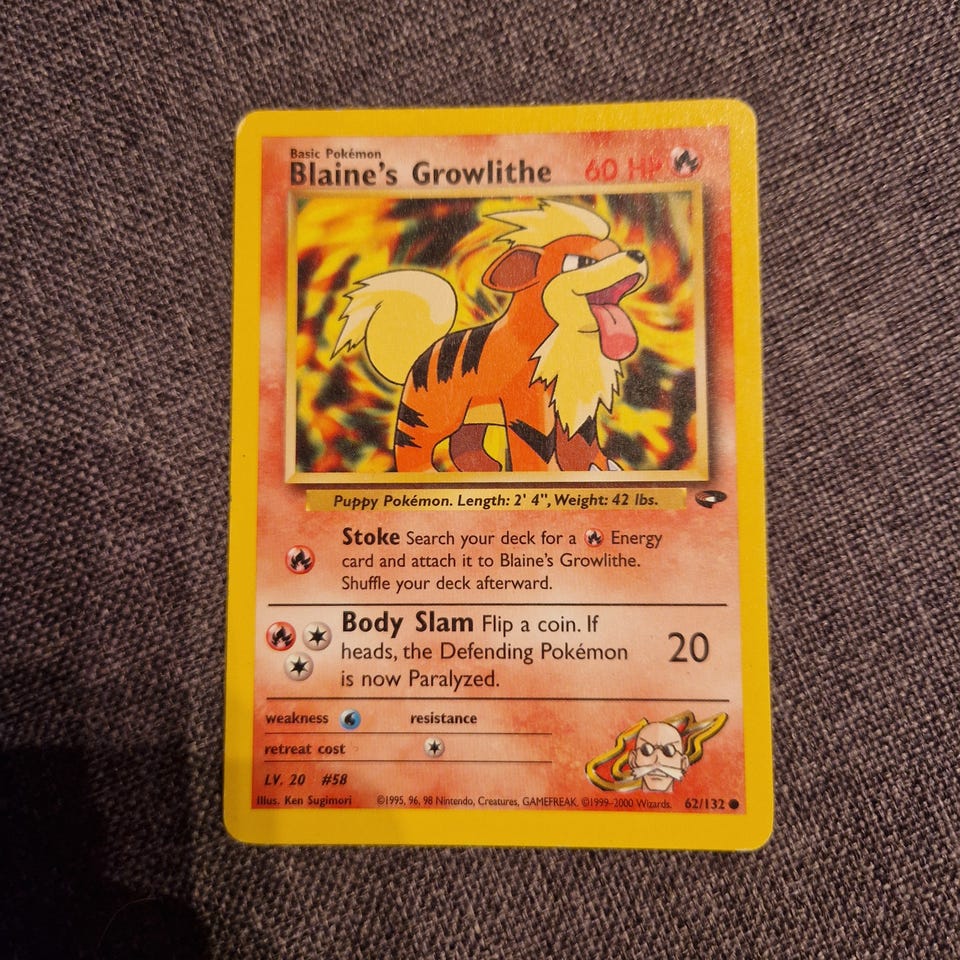 Basic Pokémon
Blaine's Growlithe 60 HP
Puppy Pokémon. Length: 2' 4", Weight: 42 lbs.
Stoke Search your deck for a Energy
card and attach it to Blaine's Growlithe.
Shuffle your deck afterward.
Body Slam Flip a coin. If
heads, the Defending Pokémon
is now Paralyzed.
20
weakness resistance
retreat cost
LV. 20 #58
Illus. Ken Sugimori ©1995, 96, 98 Nintendo, Creatures, GAMEFREAK. ©1999–2000 Wizards. 62/132